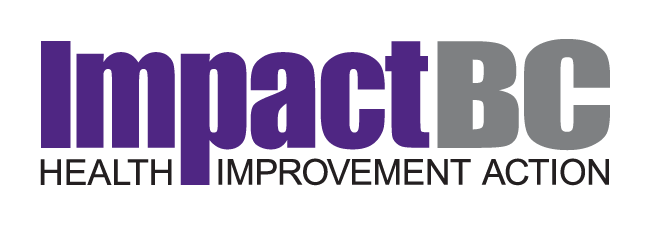 ImpactBC
HEALTH IMPROVEMENT ACTION